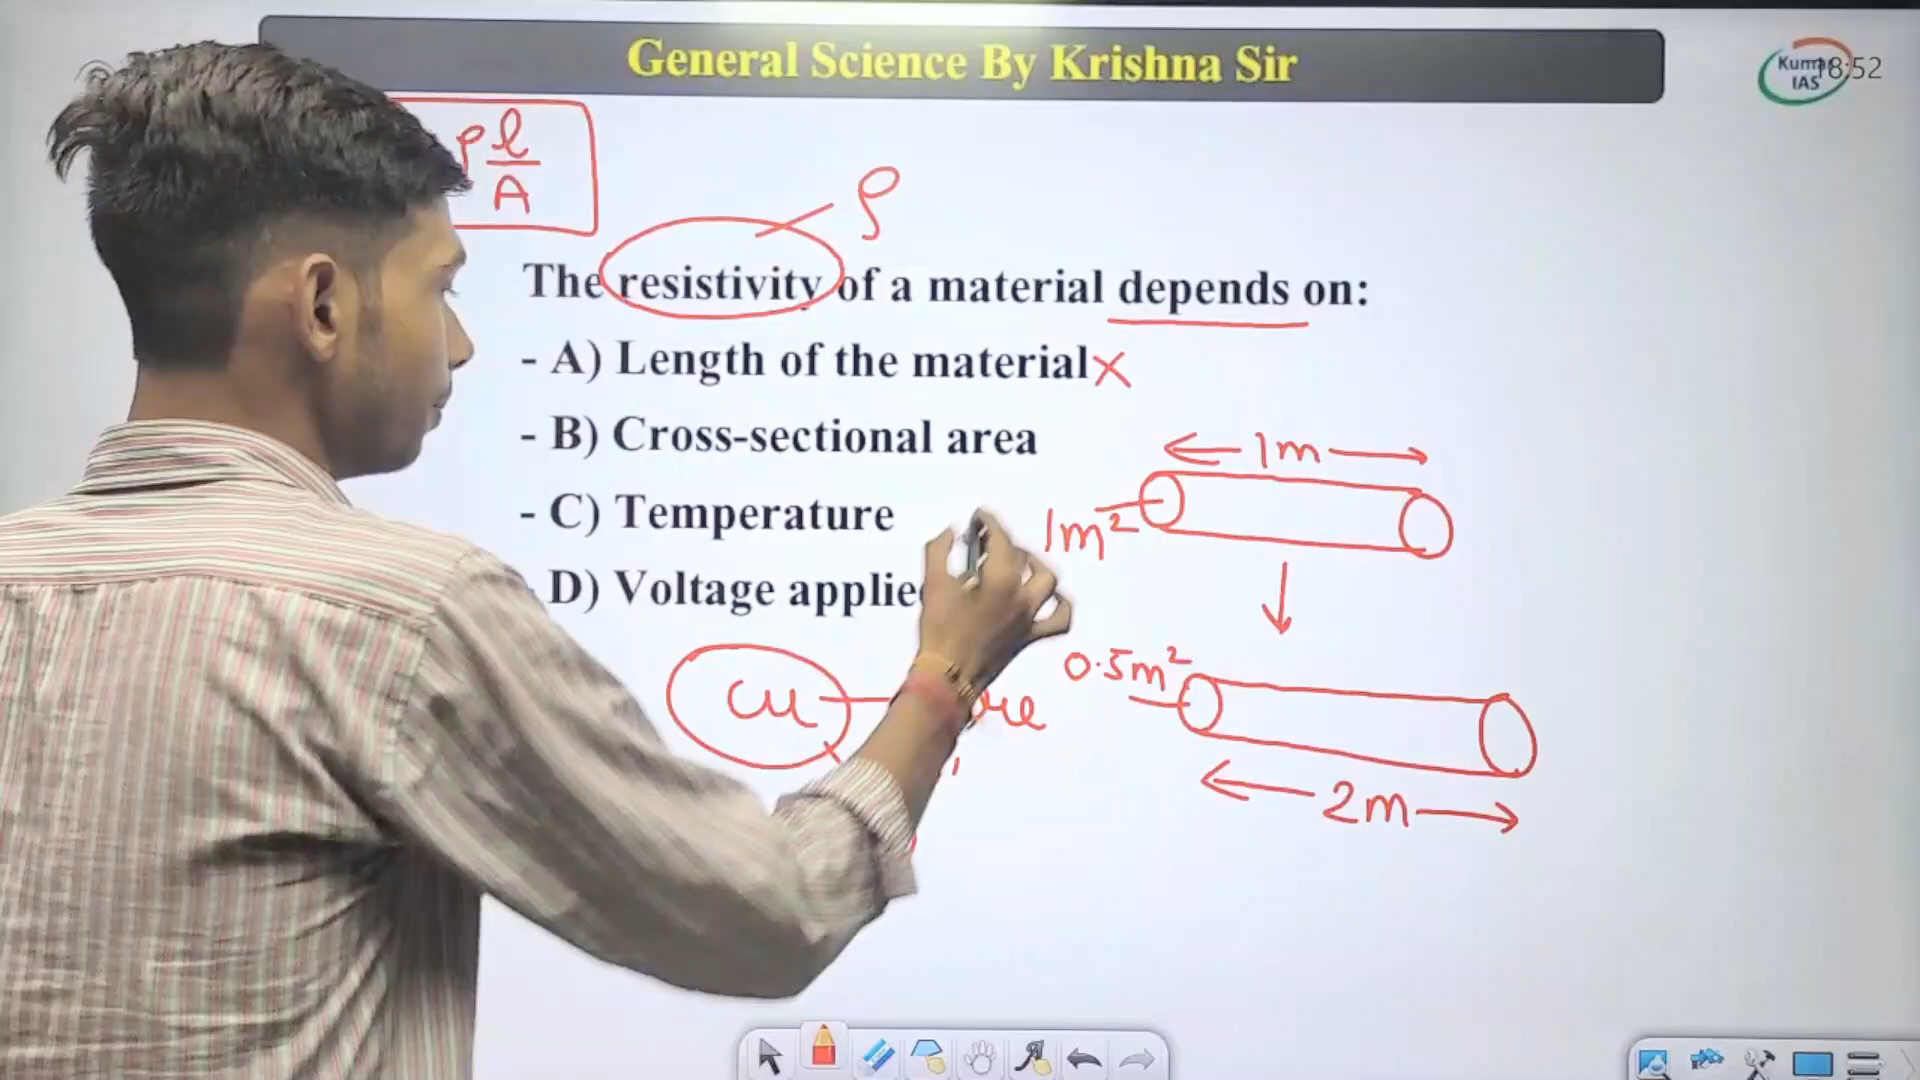 General Science By Krishna Sir
Kumar IAS
18:52
ρ l/A
ρ
The resistivity of a material depends on:
- A) Length of the material ×
- B) Cross-sectional area
- C) Temperature
- D) Voltage applie
1m
1m²
0.5m²
Cu
2m